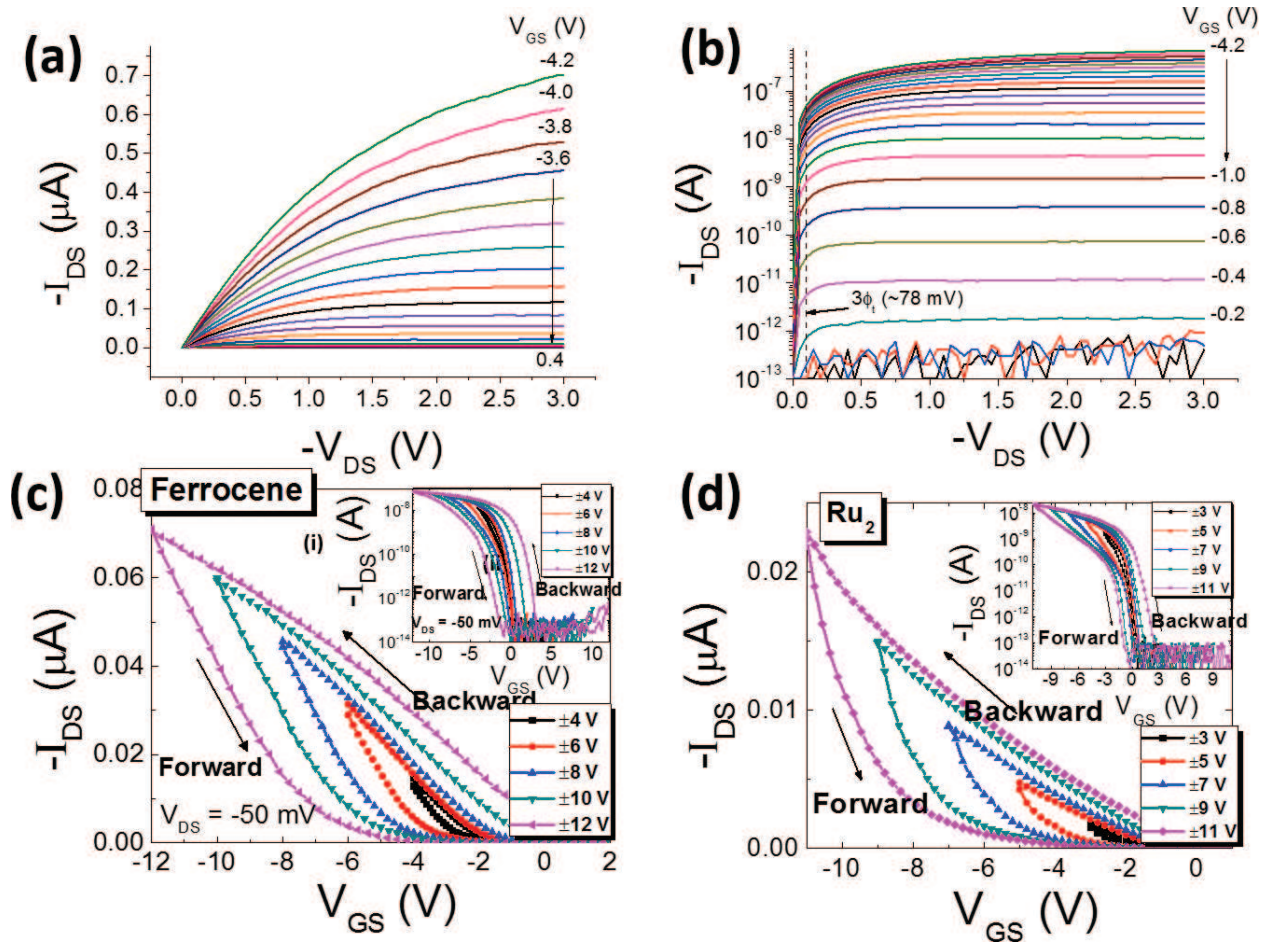 (a)
V_GS (V)
-4.2
-4.0
-3.8
-3.6
0.4
0.7
0.6
0.5
0.4
0.3
0.2
0.1
0.0
-I_DS (μA)
0.0 0.5 1.0 1.5 2.0 2.5 3.0
-V_DS (V)
(b)
V_GS (V)
-4.2
-1.0
-0.8
-0.6
-0.4
-0.2
10^-7
10^-8
10^-9
10^-10
10^-11
10^-12
10^-13
-I_DS (A)
3ϕ_t (~78 mV)
0.0 0.5 1.0 1.5 2.0 2.5 3.0
-V_DS (V)
(c)
Ferrocene
0.08
0.06
0.04
0.02
0.00
-I_DS (μA)
(i)
-I_DS (A)
10^-8
10^-10
10^-12
10^-14
±4 V
±6 V
±8 V
±10 V
±12 V
Forward
Backward
V_DS = -50 mV
-10 -5 0 5 10
V_GS (V)
Backward
Forward
V_DS = -50 mV
±4 V
±6 V
±8 V
±10 V
±12 V
-12 -10 -8 -6 -4 -2 0 2
V_GS (V)
(d)
Ru_2
0.02
0.01
0.00
-I_DS (μA)
-I_DS (A)
10^-8
10^-9
10^-10
10^-11
10^-12
10^-13
10^-14
±3 V
±5 V
±7 V
±9 V
±11 V
Forward
Backward
-9 -6 -3 0 3 6 9
V_GS (V)
Backward
Forward
±3 V
±5 V
±7 V
±9 V
±11 V
-10 -8 -6 -4 -2 0
V_GS (V)